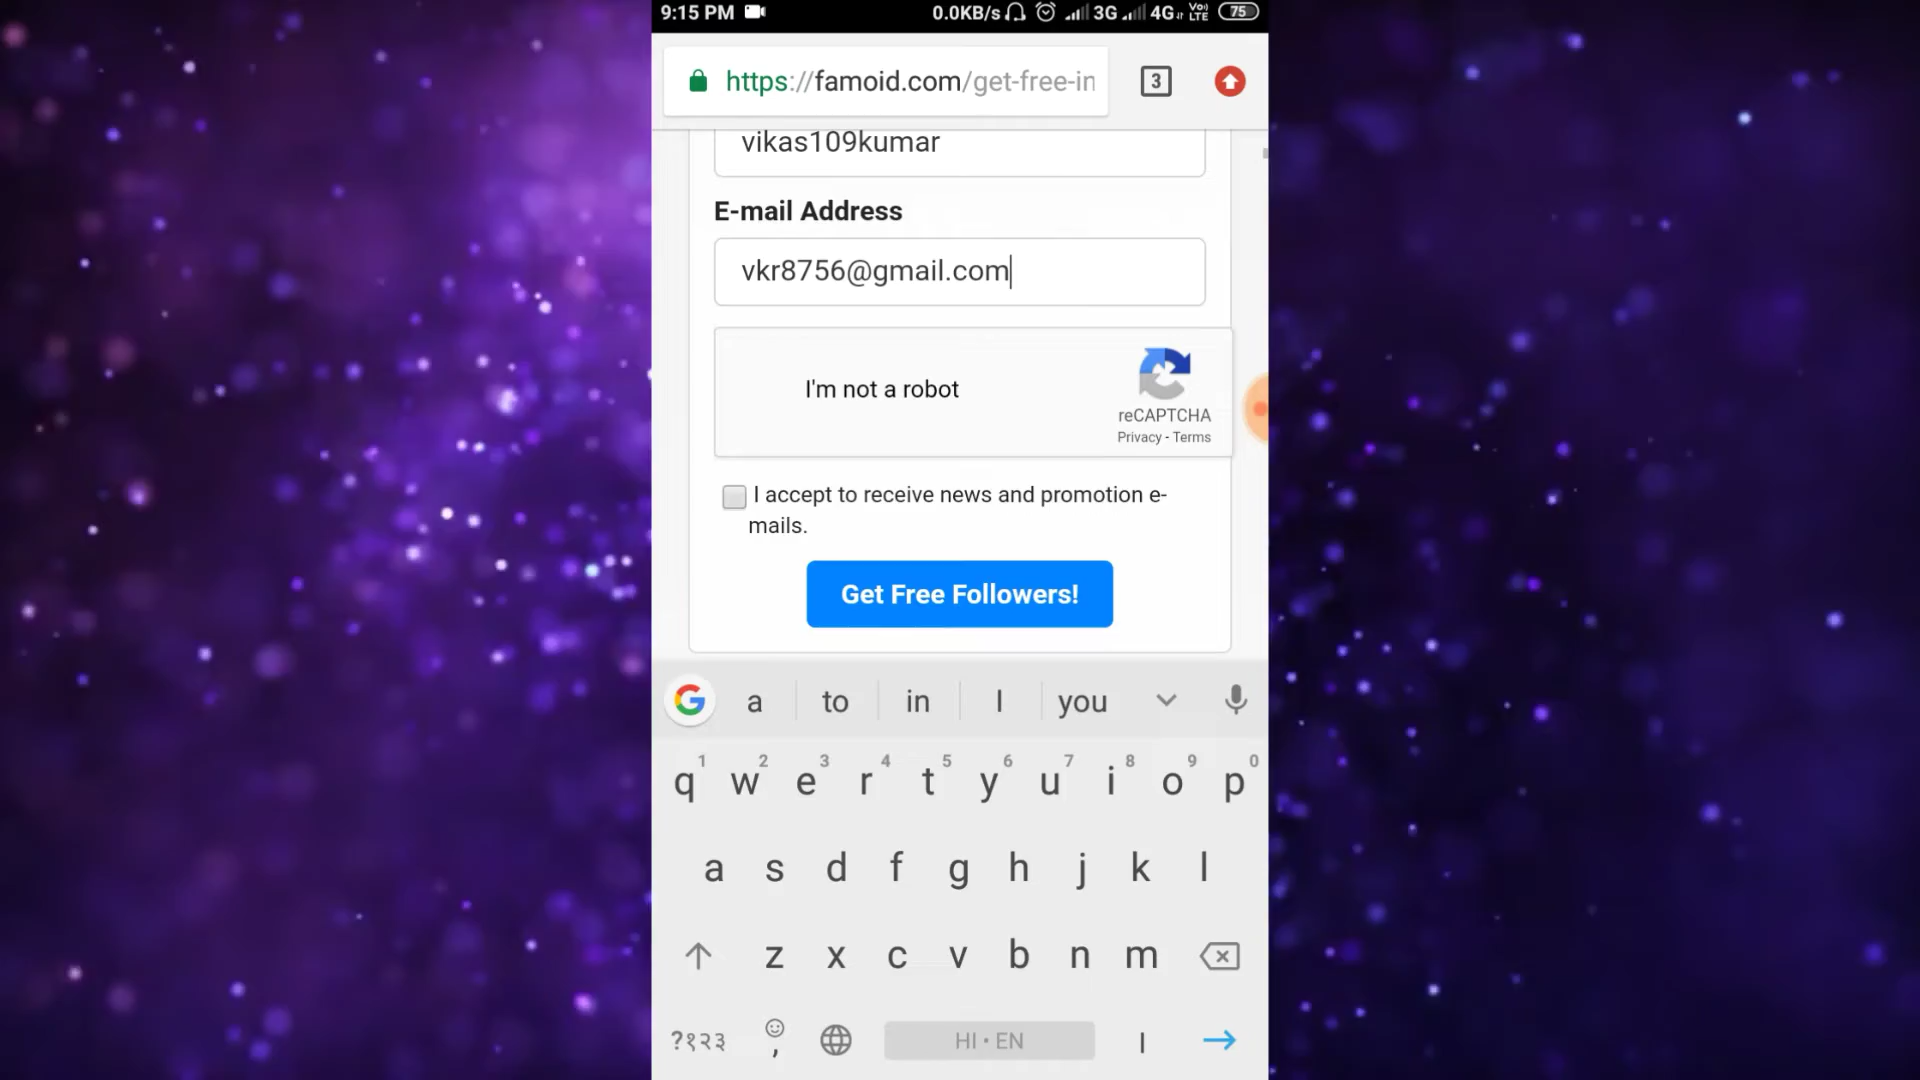 9:15 PM 0.0KB/s 3G 4G Vo) LTE 75
https://famoid.com/get-free-in 3
vikas109kumar
E-mail Address
vkr8756@gmail.com
I'm not a robot
reCAPTCHA
Privacy - Terms
I accept to receive news and promotion e-
mails.
Get Free Followers!
G a to in I you
1 2 3 4 5 6 7 8 9 0
q w e r t y u i o p
a s d f g h j k l
z x c v b n m
?१२३ , HI • EN |